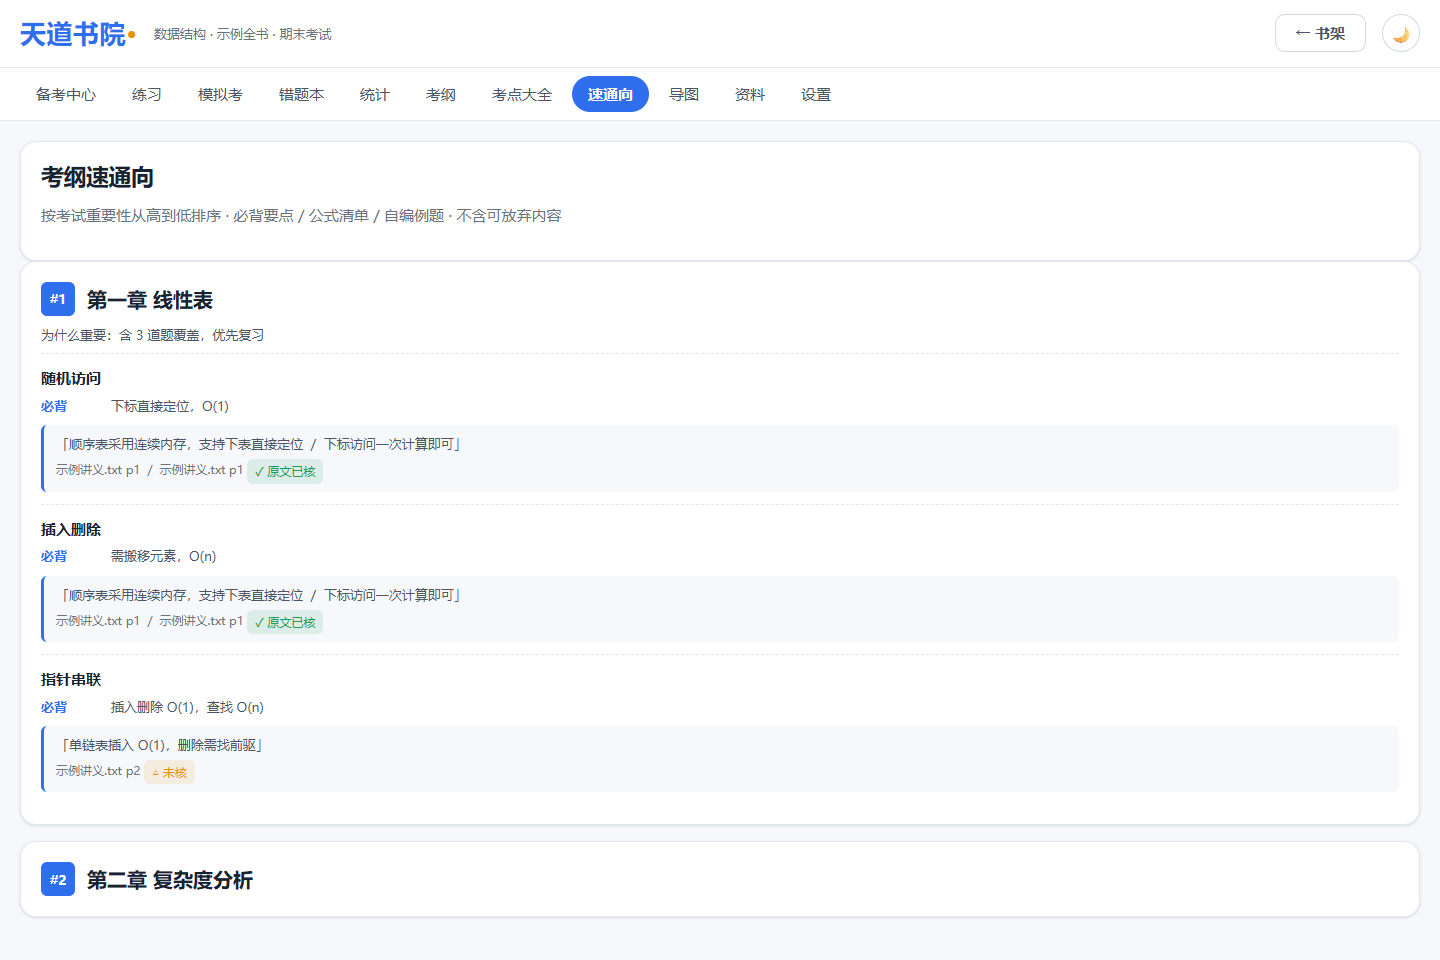 天道书院
数据结构 · 示例全书 · 期末考试
← 书架
备考中心 练习 模拟考 错题本 统计 考纲 考点大全 速通向 导图 资料 设置
考纲速通向
按考试重要性从高到低排序 · 必背要点 / 公式清单 / 自编例题 · 不含可放弃内容
#1 第一章 线性表
为什么重要：含 3 道题覆盖，优先复习
随机访问
必背 下标直接定位，O(1)
「顺序表采用连续内存，支持下表直接定位 / 下标访问一次计算即可」
示例讲义.txt p1 / 示例讲义.txt p1 ✓ 原文已核
插入删除
必背 需搬移元素，O(n)
「顺序表采用连续内存，支持下表直接定位 / 下标访问一次计算即可」
示例讲义.txt p1 / 示例讲义.txt p1 ✓ 原文已核
指针串联
必背 插入删除 O(1)，查找 O(n)
「单链表插入 O(1)，删除需找前驱」
示例讲义.txt p2 △ 未核
#2 第二章 复杂度分析